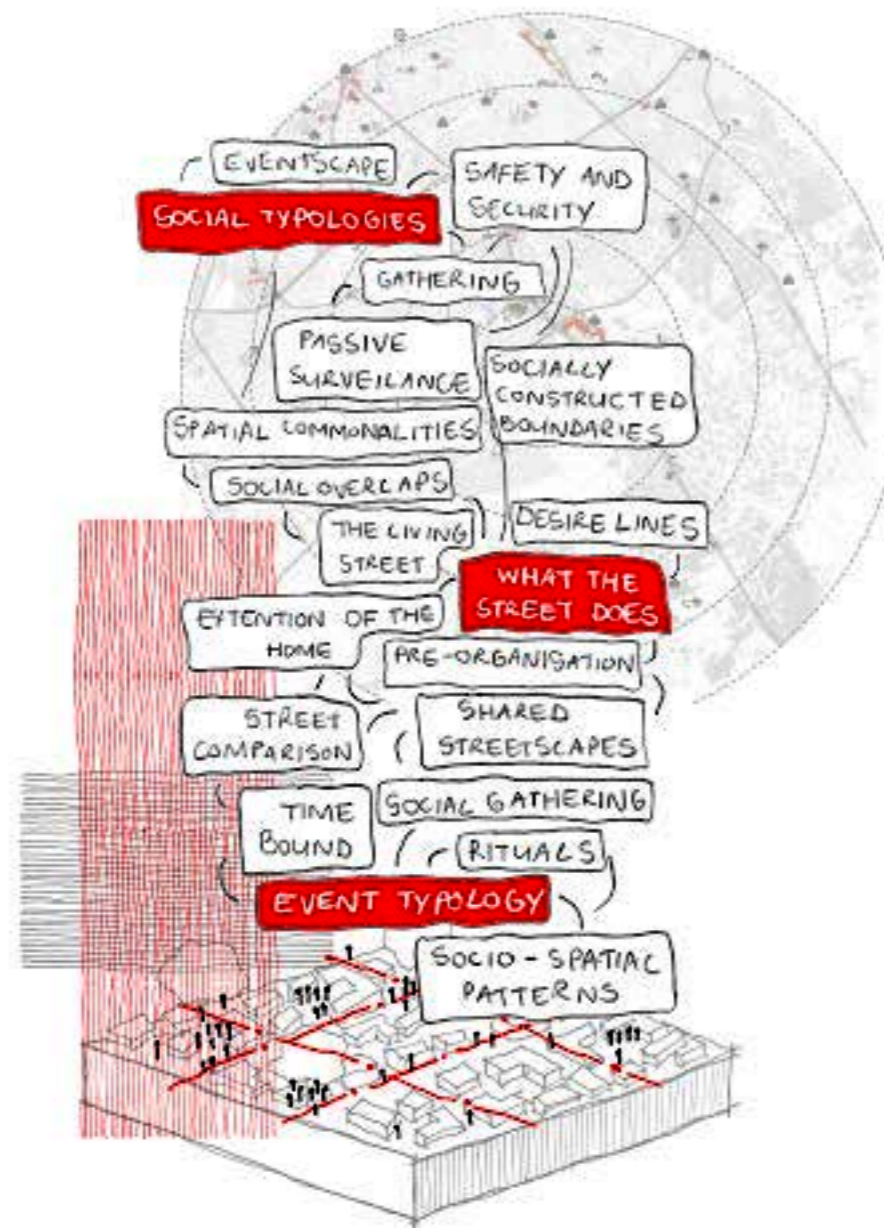 EVENTSCAPE
SAFETY AND
SECURITY
SOCIAL TYPOLOGIES
GATHERING
PASSIVE
SURVEILANCE
SOCIALLY
CONSTRUCTED
BOUNDARIES
SPATIAL COMMONALITIES
SOCIAL OVERLAPS
THE LIVING
STREET
DESIRE LINES
WHAT THE
STREET DOES
EXTENTION OF THE
HOME
PRE-ORGANISATION
STREET
COMPARISON
SHARED
STREETSCAPES
TIME
BOUND
SOCIAL GATHERING
RITUALS
EVENT TYPOLOGY
SOCIO-SPATIAL
PATTERNS